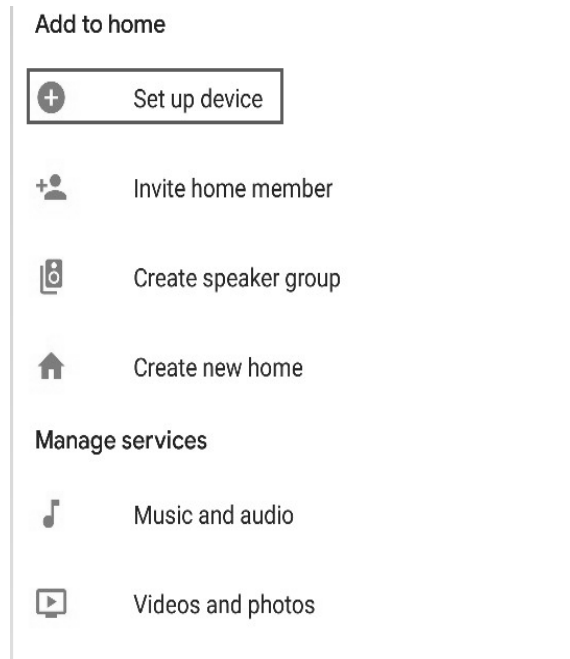 Add to home
Set up device
Invite home member
Create speaker group
Create new home
Manage services
Music and audio
Videos and photos